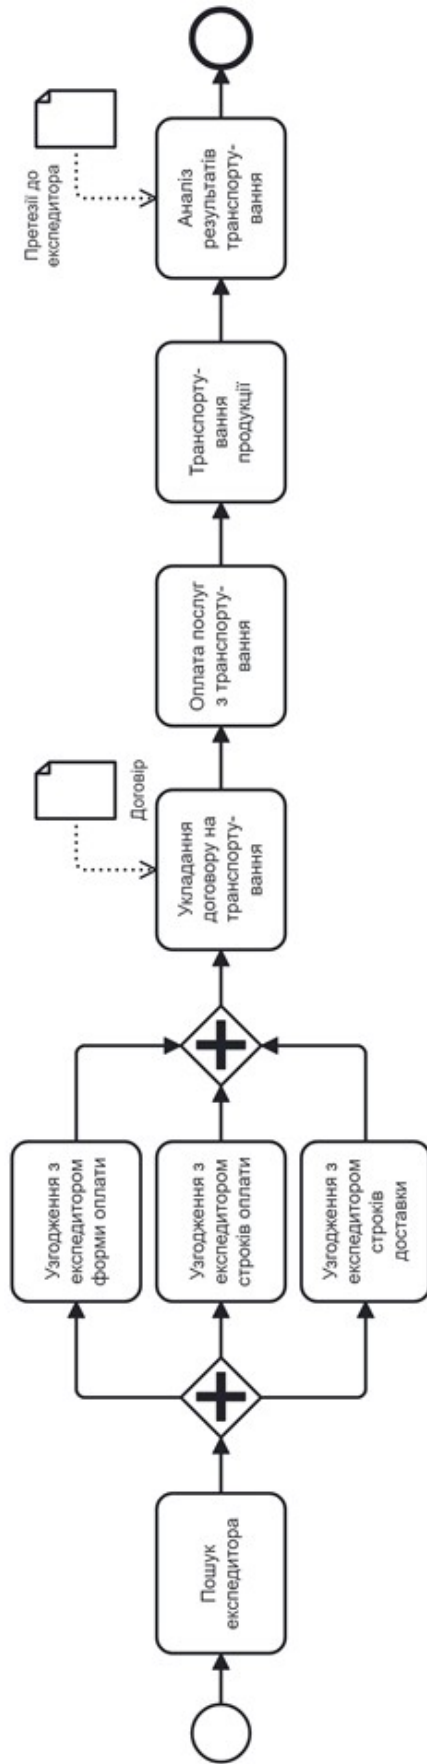 Пошук
експедитора
Узгодження з
експедитором
форми оплати
Узгодження з
експедитором
строків оплати
Узгодження з
експедитором
строків
доставки
Договір
Укладання
договору на
транспорту-
вання
Оплата послуг
з транспорту-
вання
Транспорту-
вання
продукції
Претезії до
експедитора
Аналіз
результатів
транспорту-
вання